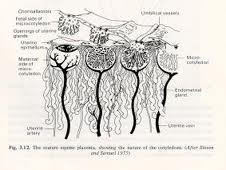 Chorioallantois
Umbilical vessels
Fetal side of
microcotyledon
Openings of uterine
glands
Uterine
epithelium
Maternal
side of
micro-
cotyledon
Micro-
cotyledon
Endometrial
gland
Uterine
artery
Uterine vein
Fig. 3.12. The mature equine placenta, showing the nature of the cotyledons. (After Steven
and Samuel 1975)